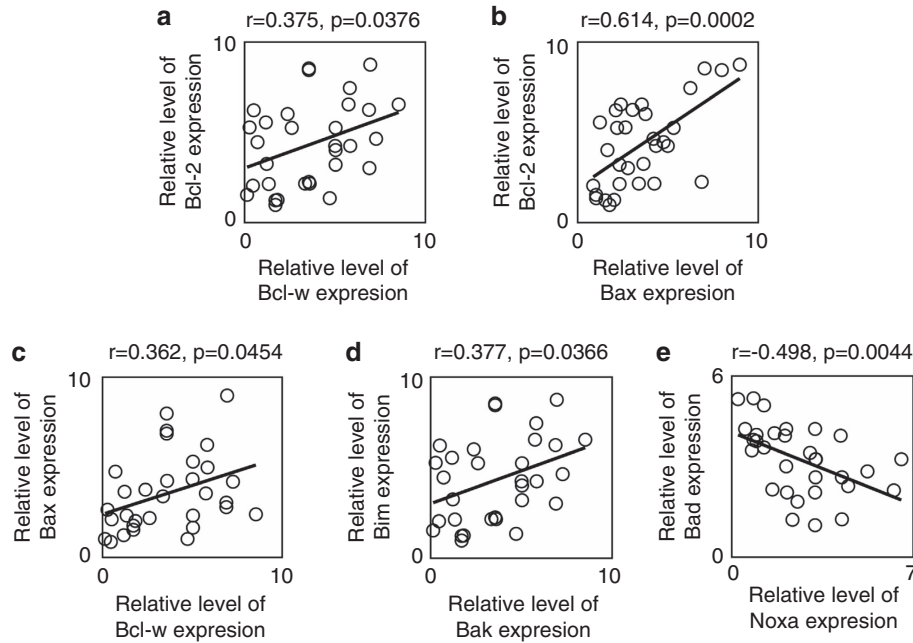 a
r=0.375, p=0.0376
10
Relative level of
Bcl-2 expression
0
0
10
Relative level of
Bcl-w expresion
b
r=0.614, p=0.0002
10
Relative level of
Bcl-2 expression
0
0
10
Relative level of
Bax expresion
c
r=0.362, p=0.0454
10
Relative level of
Bax expression
0
0
10
Relative level of
Bcl-w expresion
d
r=0.377, p=0.0366
10
Relative level of
Bim expression
0
0
10
Relative level of
Bak expresion
e
r=-0.498, p=0.0044
6
Relative level of
Bad expression
0
0
7
Relative level of
Noxa expresion